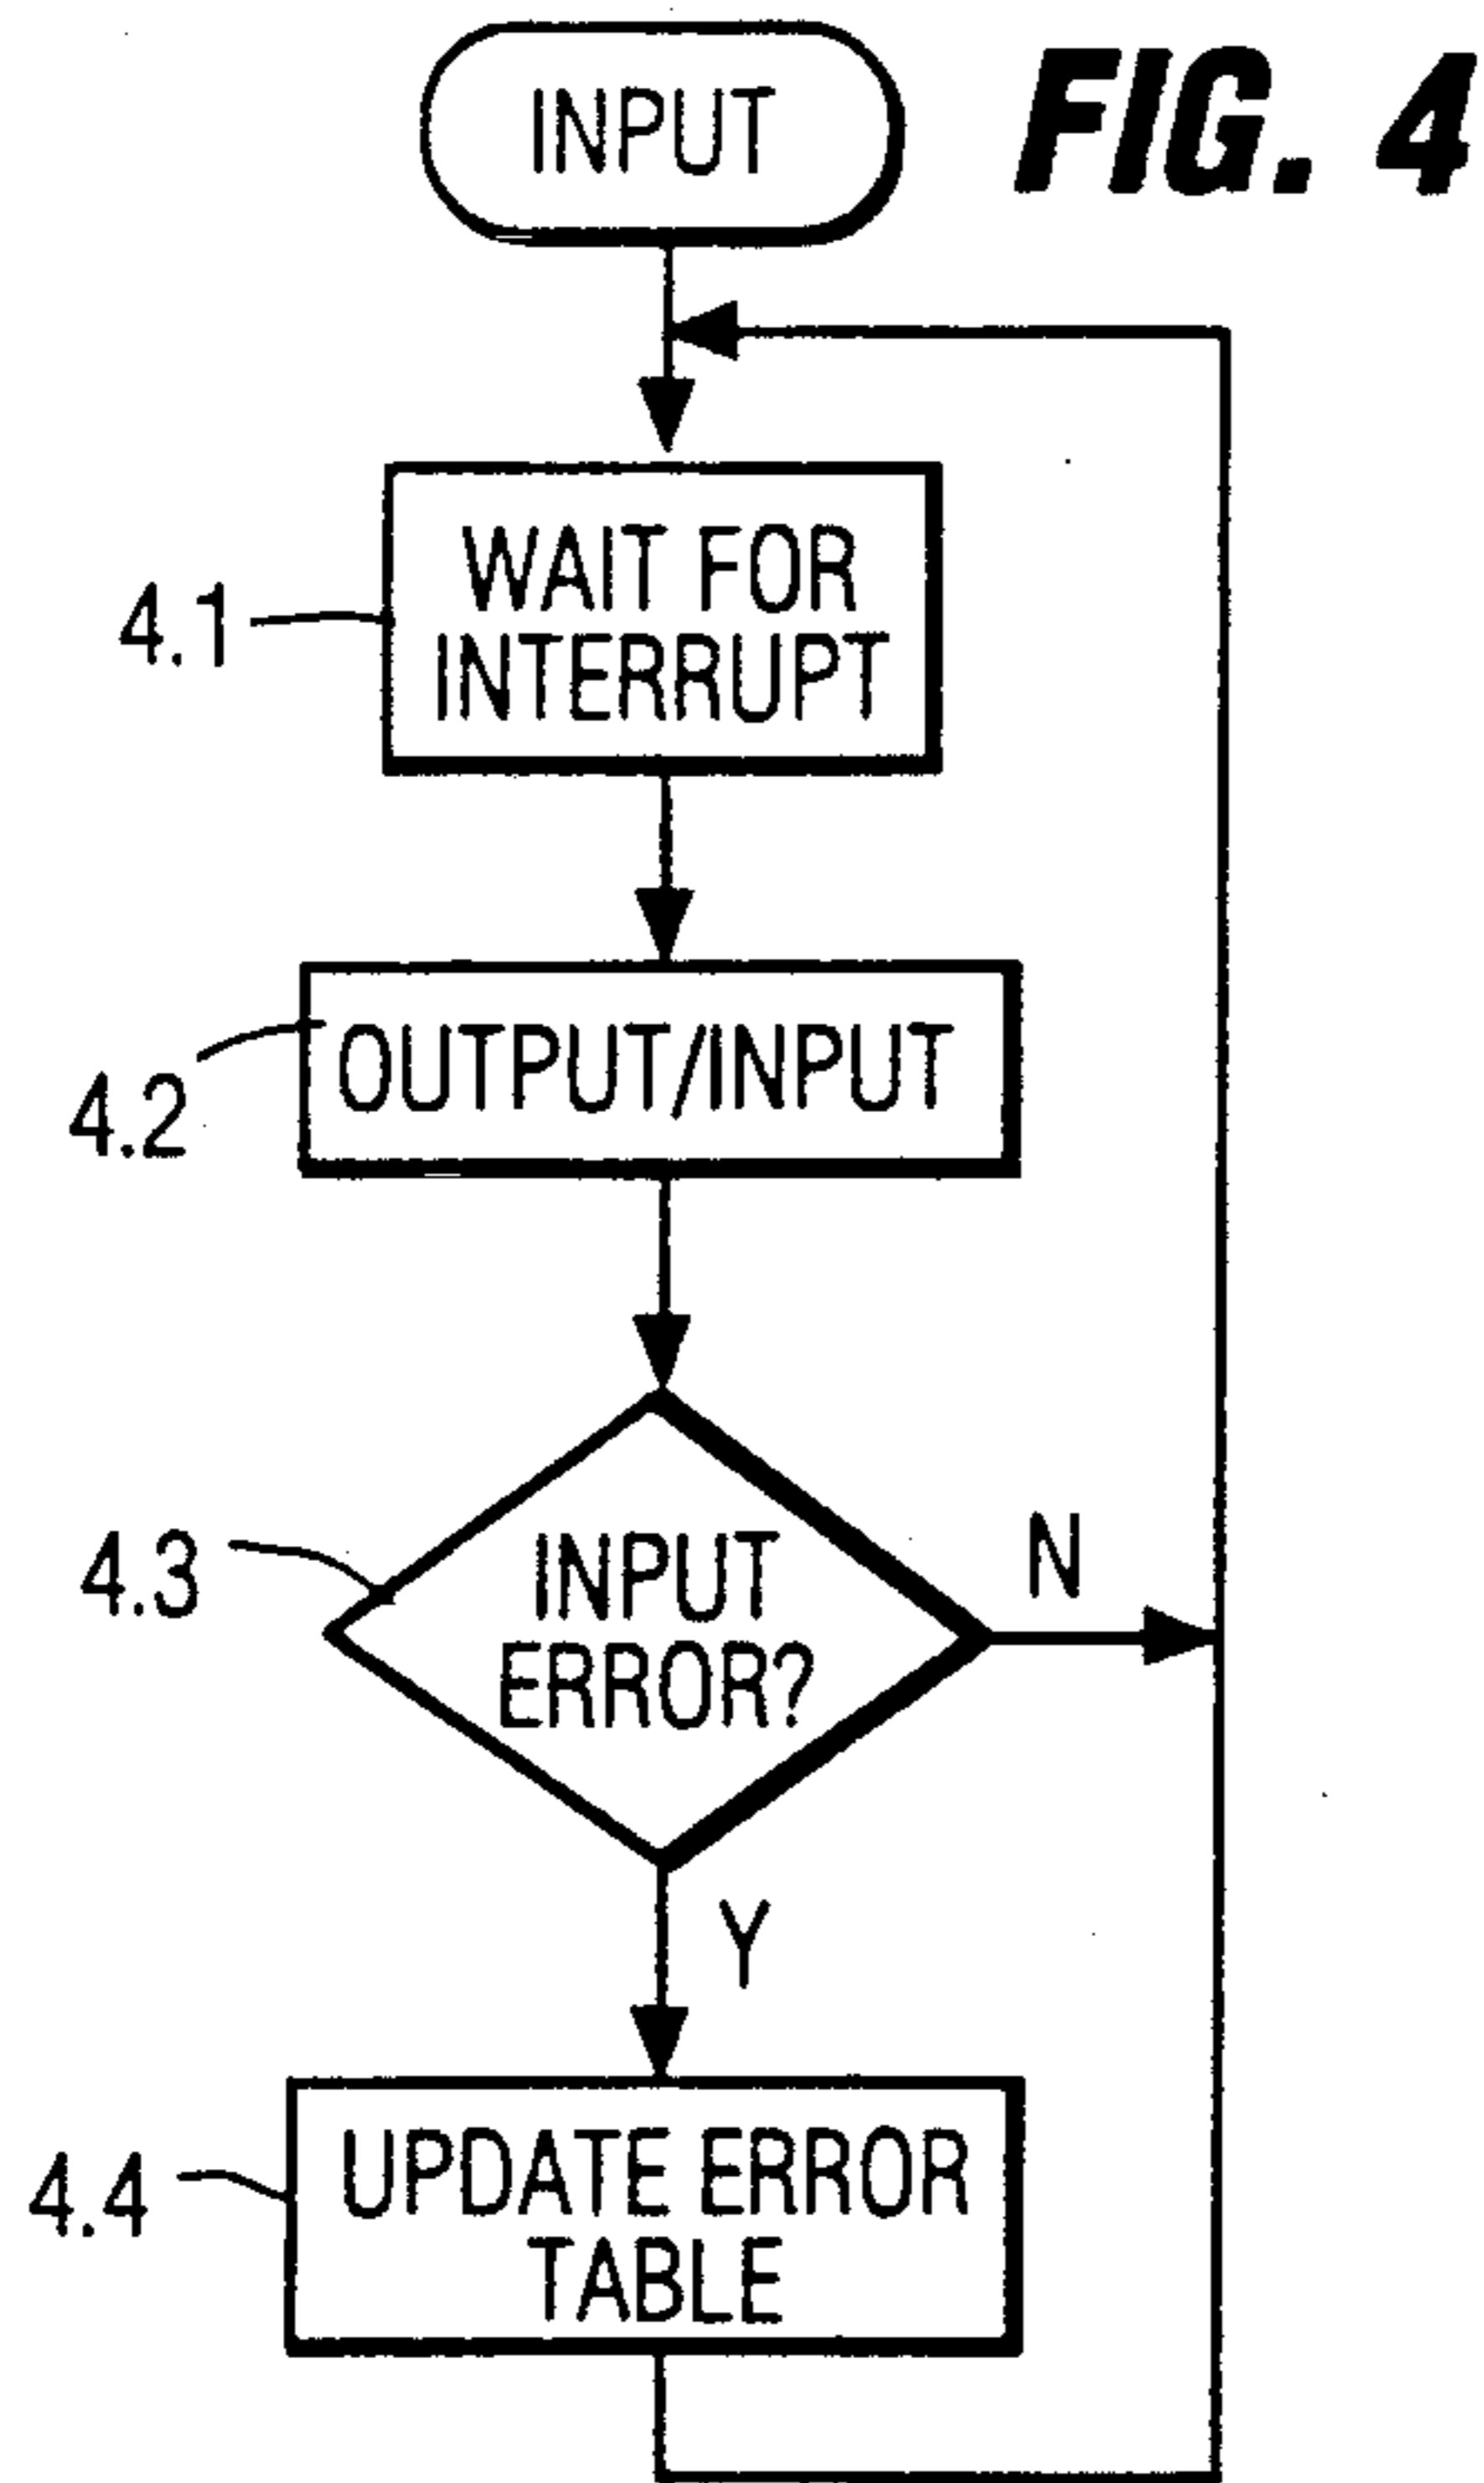 INPUT
FIG. 4
WAIT FOR
INTERRUPT
4.1
OUTPUT/INPUT
4.2
INPUT
ERROR?
4.3
N
Y
UPDATE ERROR
TABLE
4.4